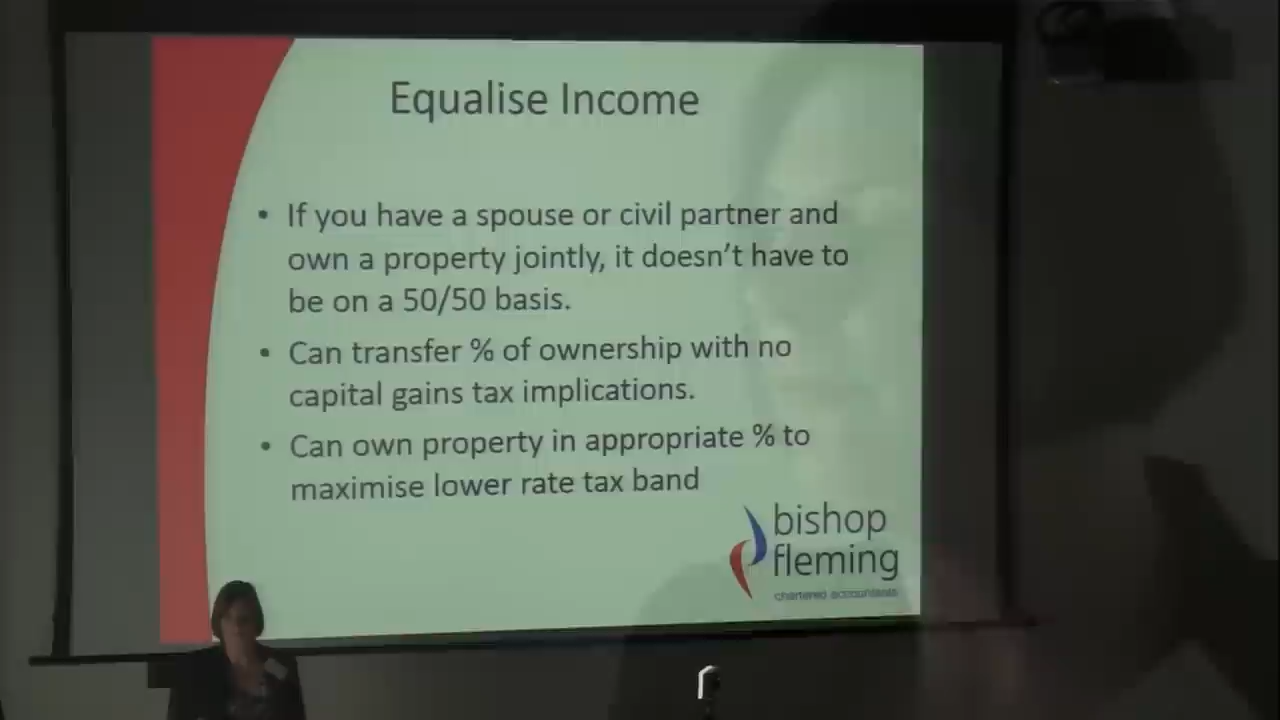 Equalise Income
• If you have a spouse or civil partner and
own a property jointly, it doesn't have to
be on a 50/50 basis.
• Can transfer % of ownership with no
capital gains tax implications.
• Can own property in appropriate % to
maximise lower rate tax band
bishop
fleming
chartered accountants